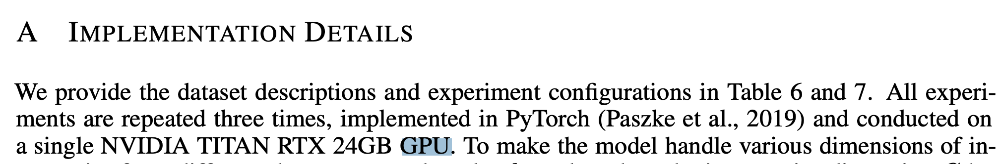 A IMPLEMENTATION DETAILS
We provide the dataset descriptions and experiment configurations in Table 6 and 7. All experi-
ments are repeated three times, implemented in PyTorch (Paszke et al., 2019) and conducted on
a single NVIDIA TITAN RTX 24GB GPU. To make the model handle various dimensions of in-